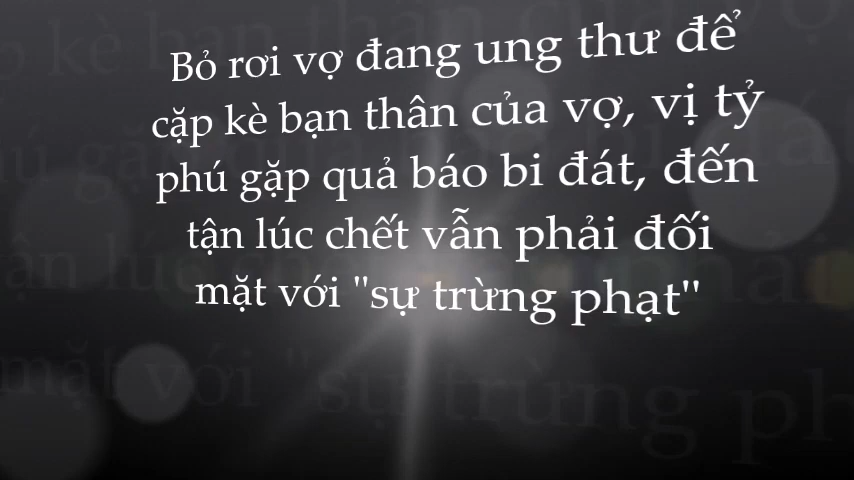 Bỏ rơi vợ đang ung thư để
cặp kè bạn thân của vợ, vị tỷ
phú gặp quả báo bi đát, đến
tận lúc chết vẫn phải đối
mặt với "sự trừng phạt"